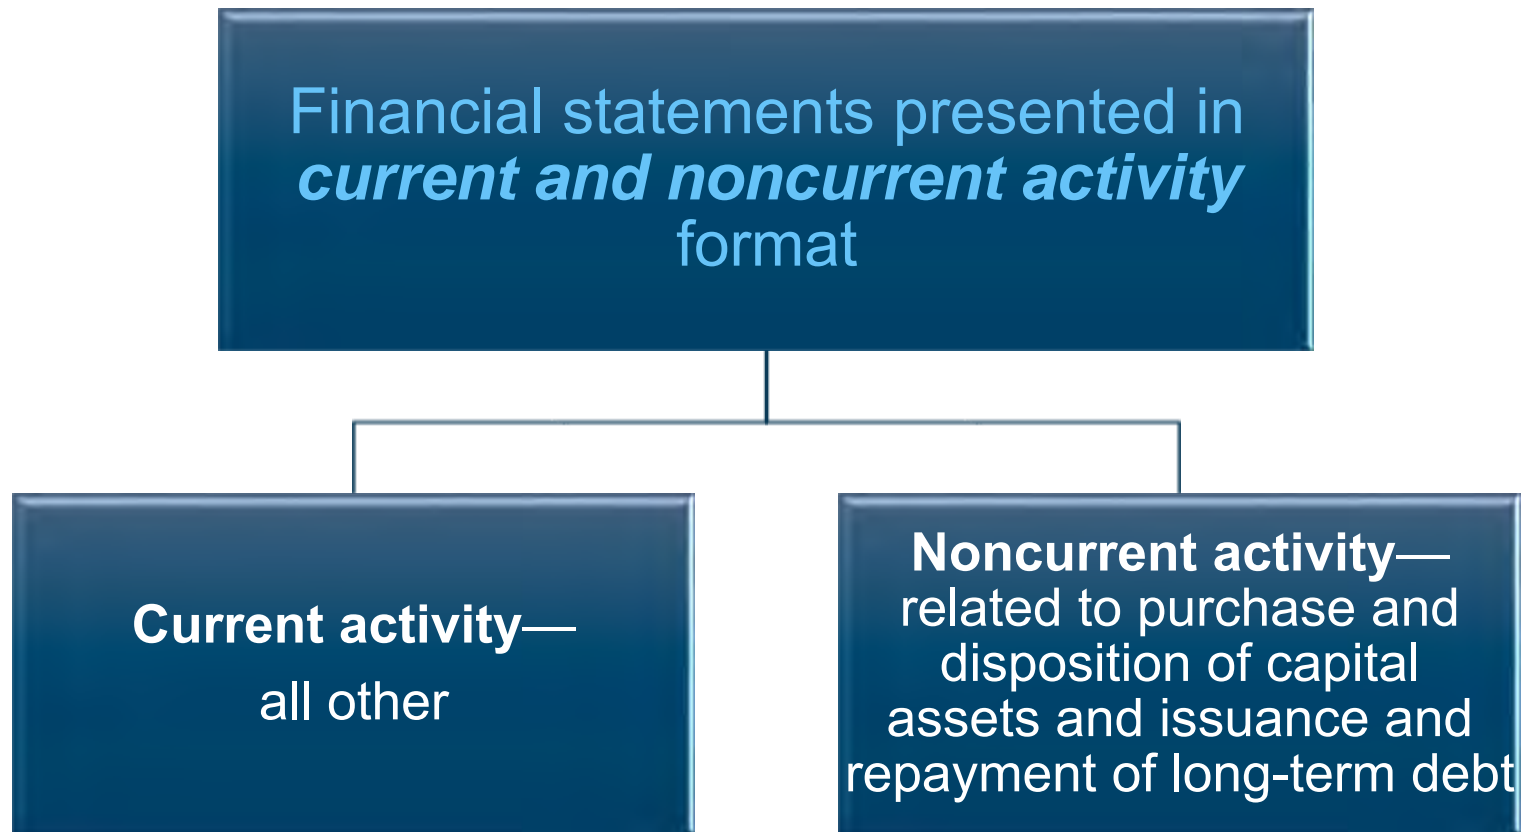 Financial statements presented in
current and noncurrent activity
format
Current activity—
all other
Noncurrent activity—
related to purchase and
disposition of capital
assets and issuance and
repayment of long-term debt